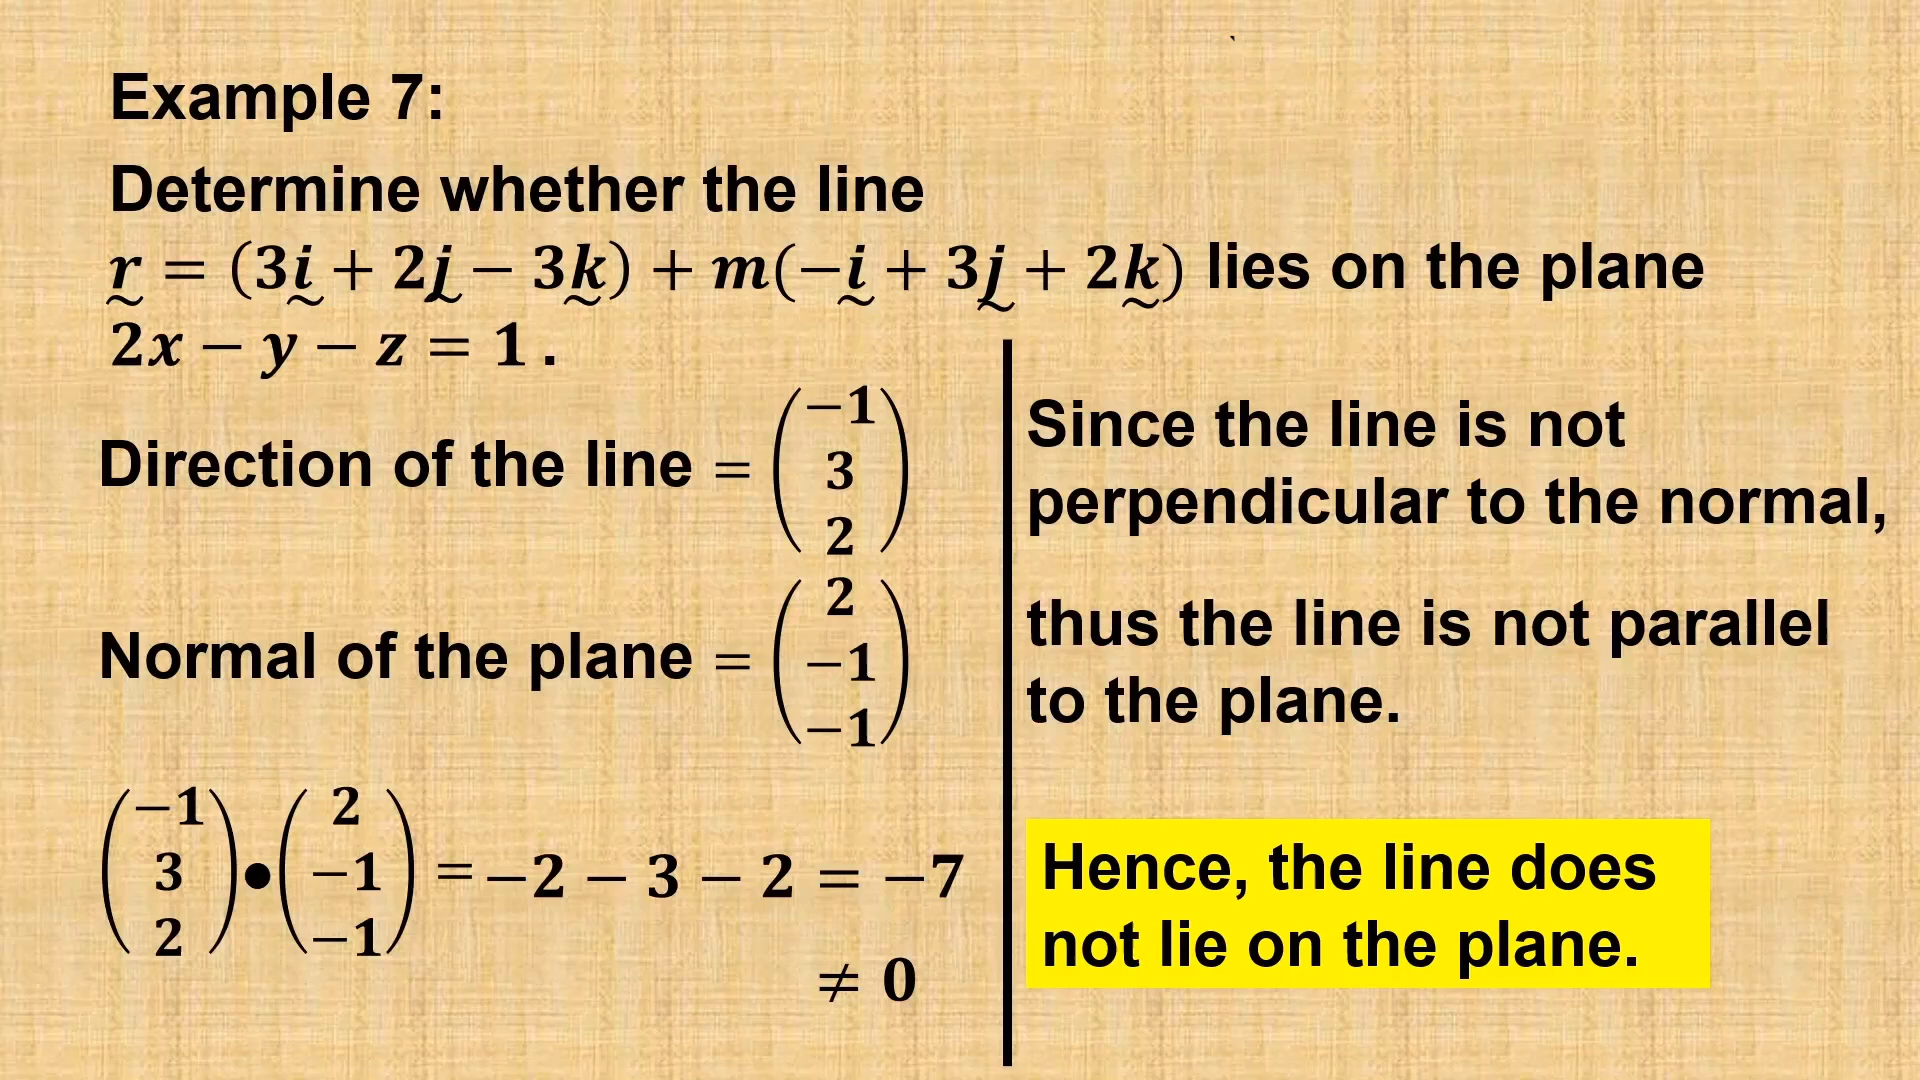 Example 7:
Determine whether the line
r = (3i + 2j − 3k) + m(−i + 3j + 2k) lies on the plane
2x − y − z = 1 .
Direction of the line = (−1 3 2)
Normal of the plane = (2 −1 −1)
(−1 3 2) • (2 −1 −1) = −2 − 3 − 2 = −7
≠ 0
Since the line is not
perpendicular to the normal,
thus the line is not parallel
to the plane.
Hence, the line does
not lie on the plane.